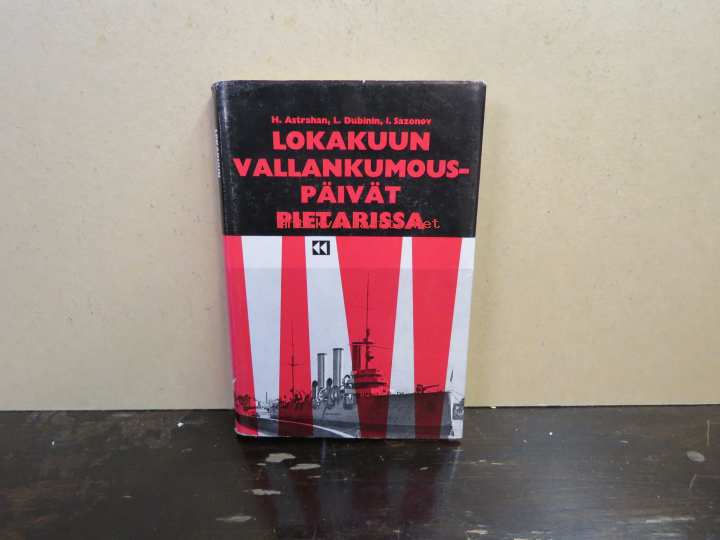 H. Astrahan, L. Dubinin, I. Sazonov
LOKAKUUN
VALLANKUMOUS-
PÄIVÄT
PIETARISSA